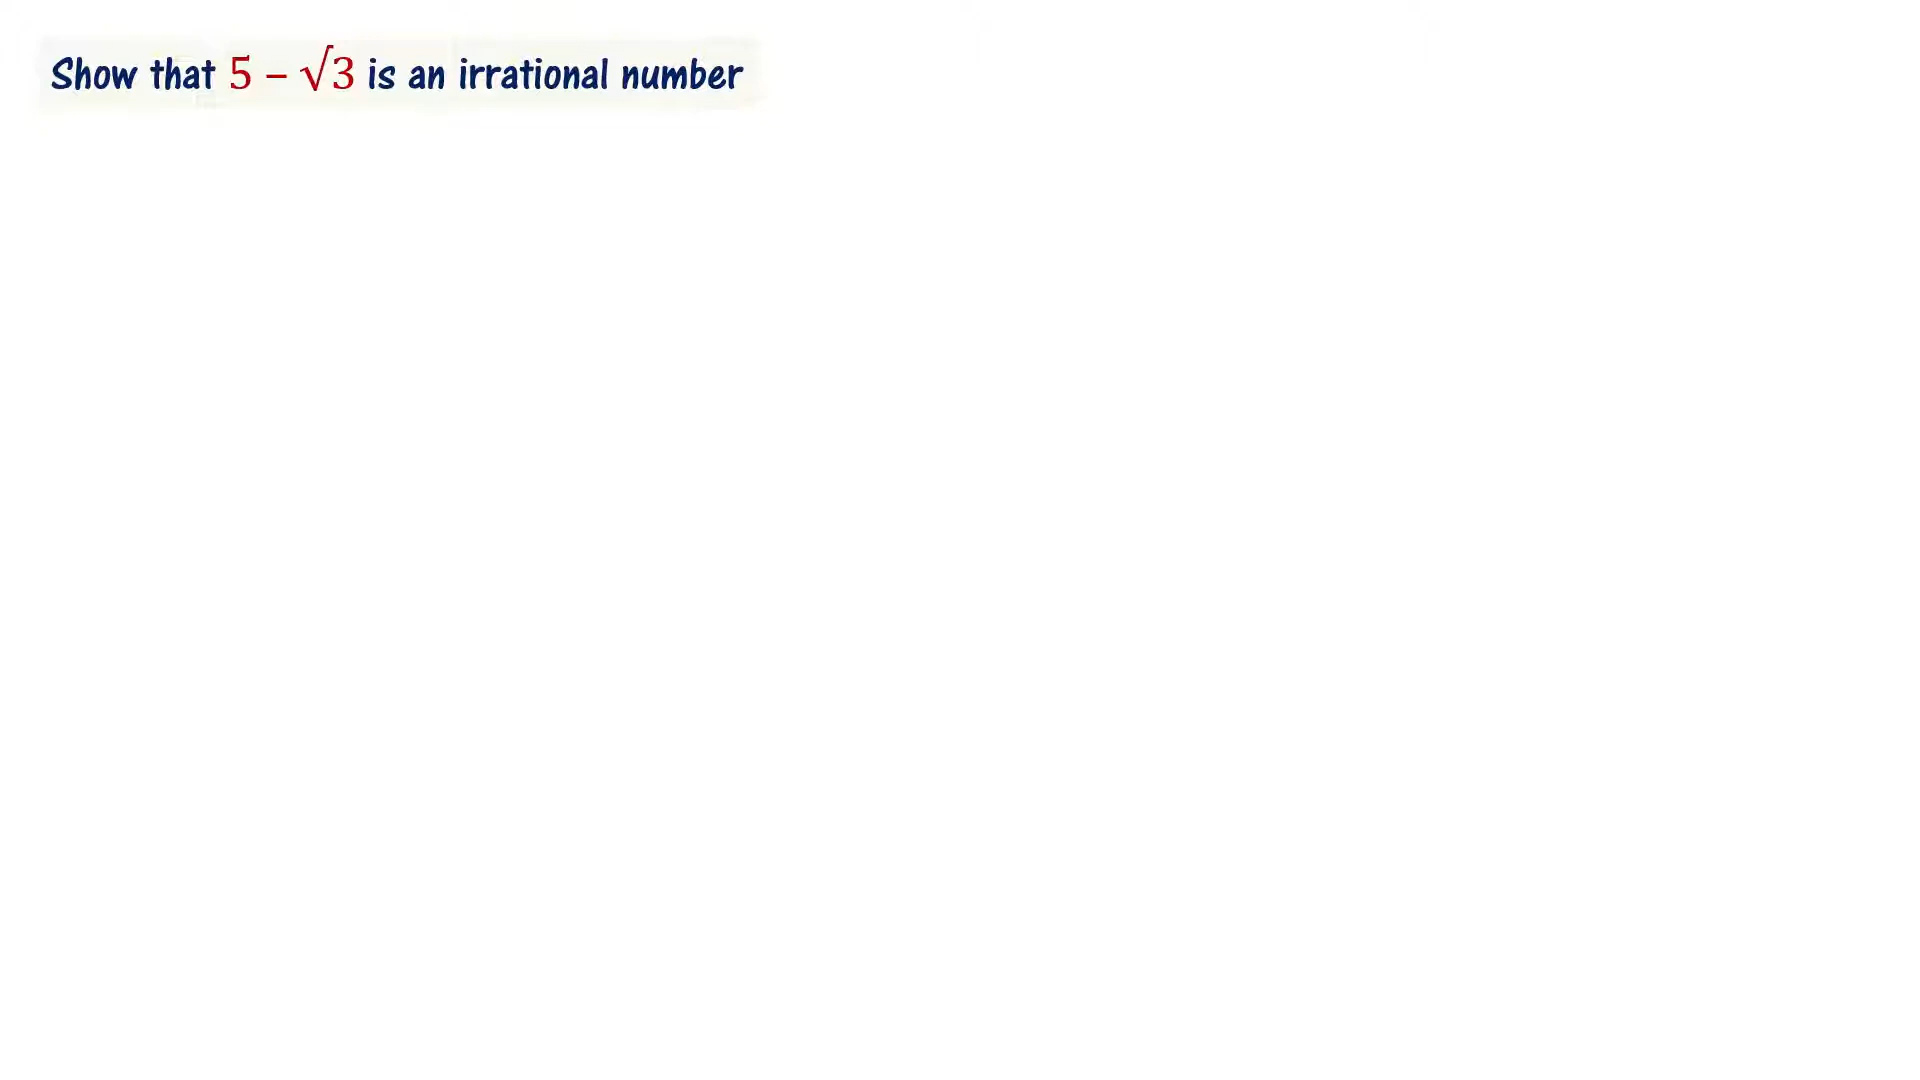 Show that 5 – √3 is an irrational number